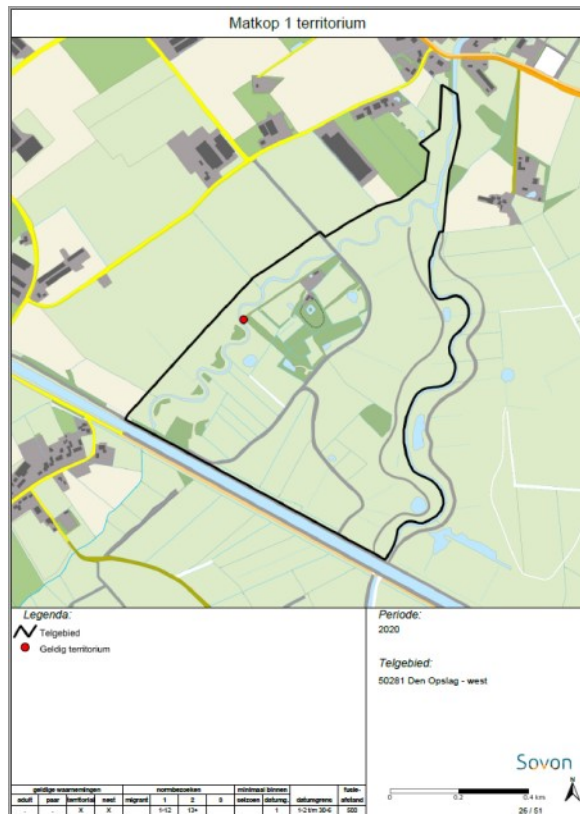 Matkop 1 territorium
Legenda:
Telgebied
Geldig territorium
Periode:
2020
Telgebied:
50281 Den Opslag - west
Sovon
0 0.2 0.4 km
26 / 51
geldige waarnemingen normbezoeken minimaal binnen fusie-
adult paar territoriaal nest migrant 1 2 3 seizoen datumg. datumgrens afstand
. . X X 1-12 13+ 1 1-2 t/m 30-6 500